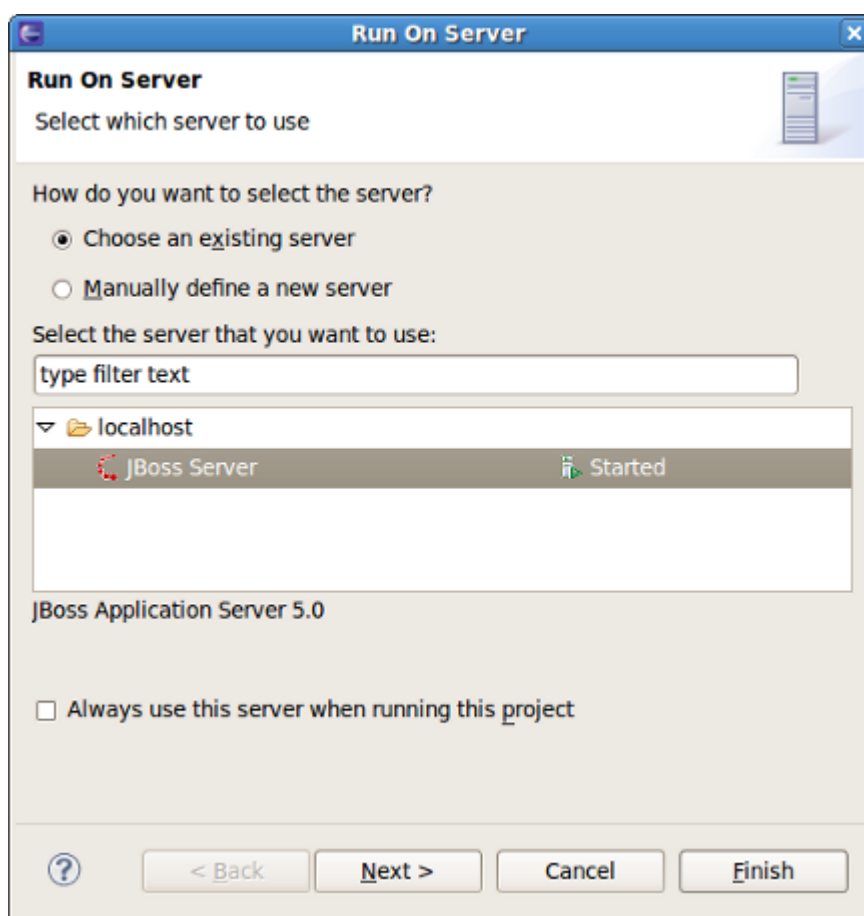 Run On Server
Run On Server
Select which server to use
How do you want to select the server?
Choose an existing server
Manually define a new server
Select the server that you want to use:
type filter text
localhost
JBoss Server Started
JBoss Application Server 5.0
Always use this server when running this project
? < Back Next > Cancel Finish